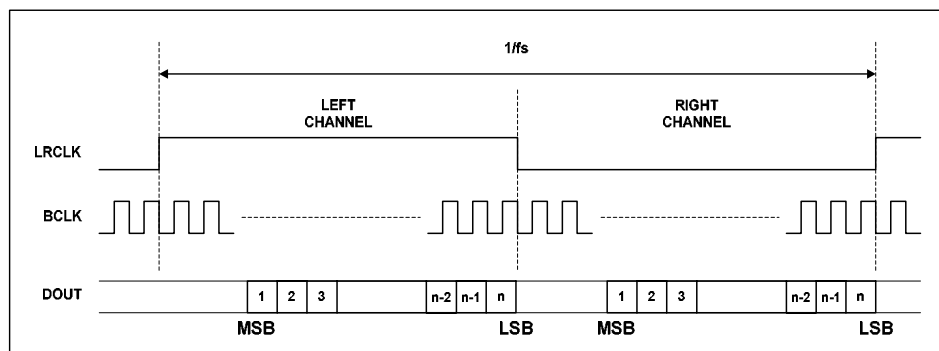 1/fs
LEFT
CHANNEL
RIGHT
CHANNEL
LRCLK
BCLK
DOUT
1 2 3 n-2 n-1 n 1 2 3 n-2 n-1 n
MSB LSB MSB LSB